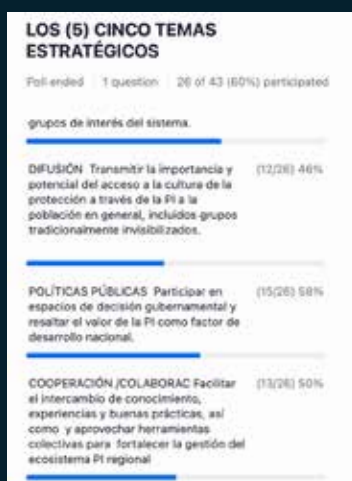 LOS (5) CINCO TEMAS
ESTRATÉGICOS
Poll ended 1 question 26 of 43 (60%) participated
grupos de interés del sistema.
DIFUSIÓN Transmitir la importancia y
potencial del acceso a la cultura de la
protección a través de la PI a la
población en general, incluidos grupos
tradicionalmente invisibilizados.
(12/26) 46%
POLÍTICAS PÚBLICAS Participar en
espacios de decisión gubernamental y
resaltar el valor de la PI como factor de
desarrollo nacional.
(15/26) 58%
COOPERACIÓN /COLABORAC Facilitar
el intercambio de conocimiento,
experiencias y buenas prácticas, así
como y aprovechar herramientas
colectivas para fortalecer la gestión del
ecosistema PI regional
(13/26) 50%